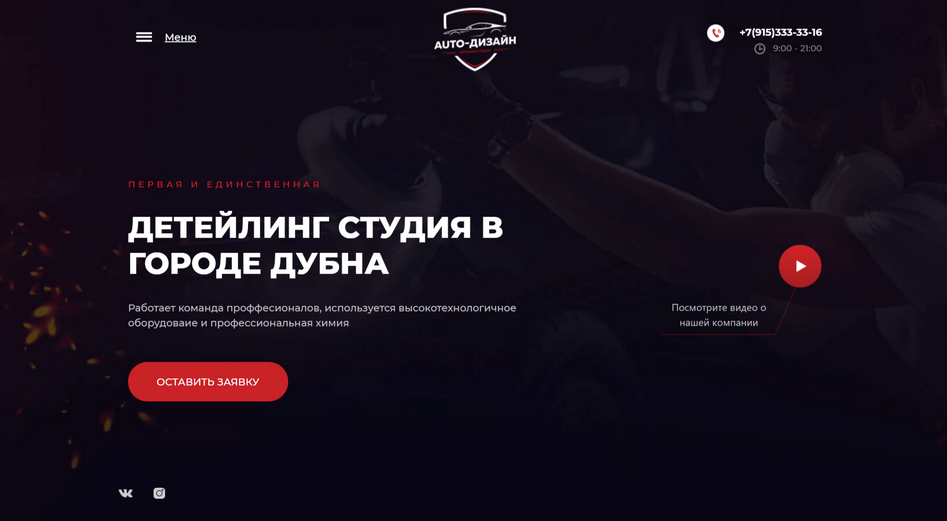 Меню
AUTO-ДИЗАЙН
+7(915)333-33-16
9:00 - 21:00
ПЕРВАЯ И ЕДИНСТВЕННАЯ
ДЕТЕЙЛИНГ СТУДИЯ В
ГОРОДЕ ДУБНА
Работает команда проффесионалов, используется высокотехнологичное
оборудоваие и профессиональная химия
Посмотрите видео о
нашей компании
ОСТАВИТЬ ЗАЯВКУ